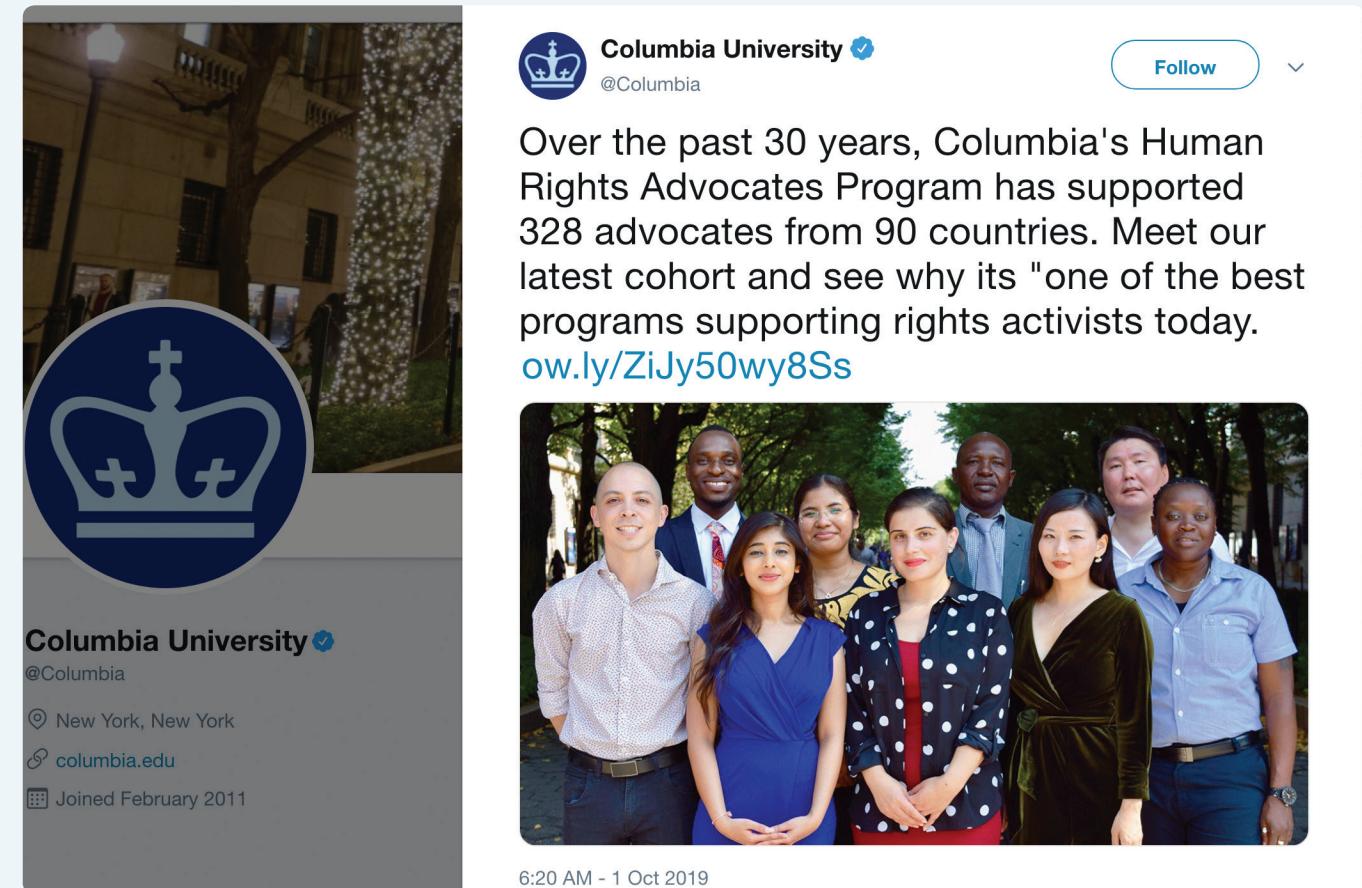 Columbia University
@Columbia
Follow
Over the past 30 years, Columbia's Human
Rights Advocates Program has supported
328 advocates from 90 countries. Meet our
latest cohort and see why its "one of the best
programs supporting rights activists today.
ow.ly/ZiJy50wy8Ss
6:20 AM - 1 Oct 2019
Columbia University
@Columbia
New York, New York
columbia.edu
Joined February 2011